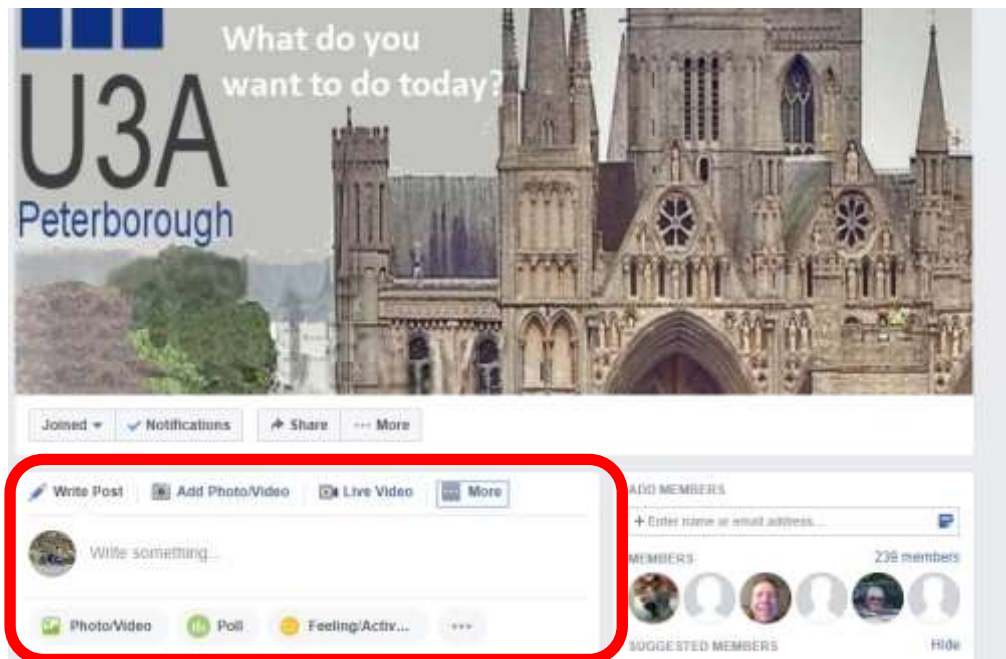 What do you
want to do today?
U3A
Peterborough
Joined
Notifications
Share
More
Write Post
Add Photo/Video
Live Video
More
Write something...
Photo/Video
Poll
Feeling/Activ...
ADD MEMBERS
+ Enter name or email address...
MEMBERS
239 members
SUGGESTED MEMBERS
Hide